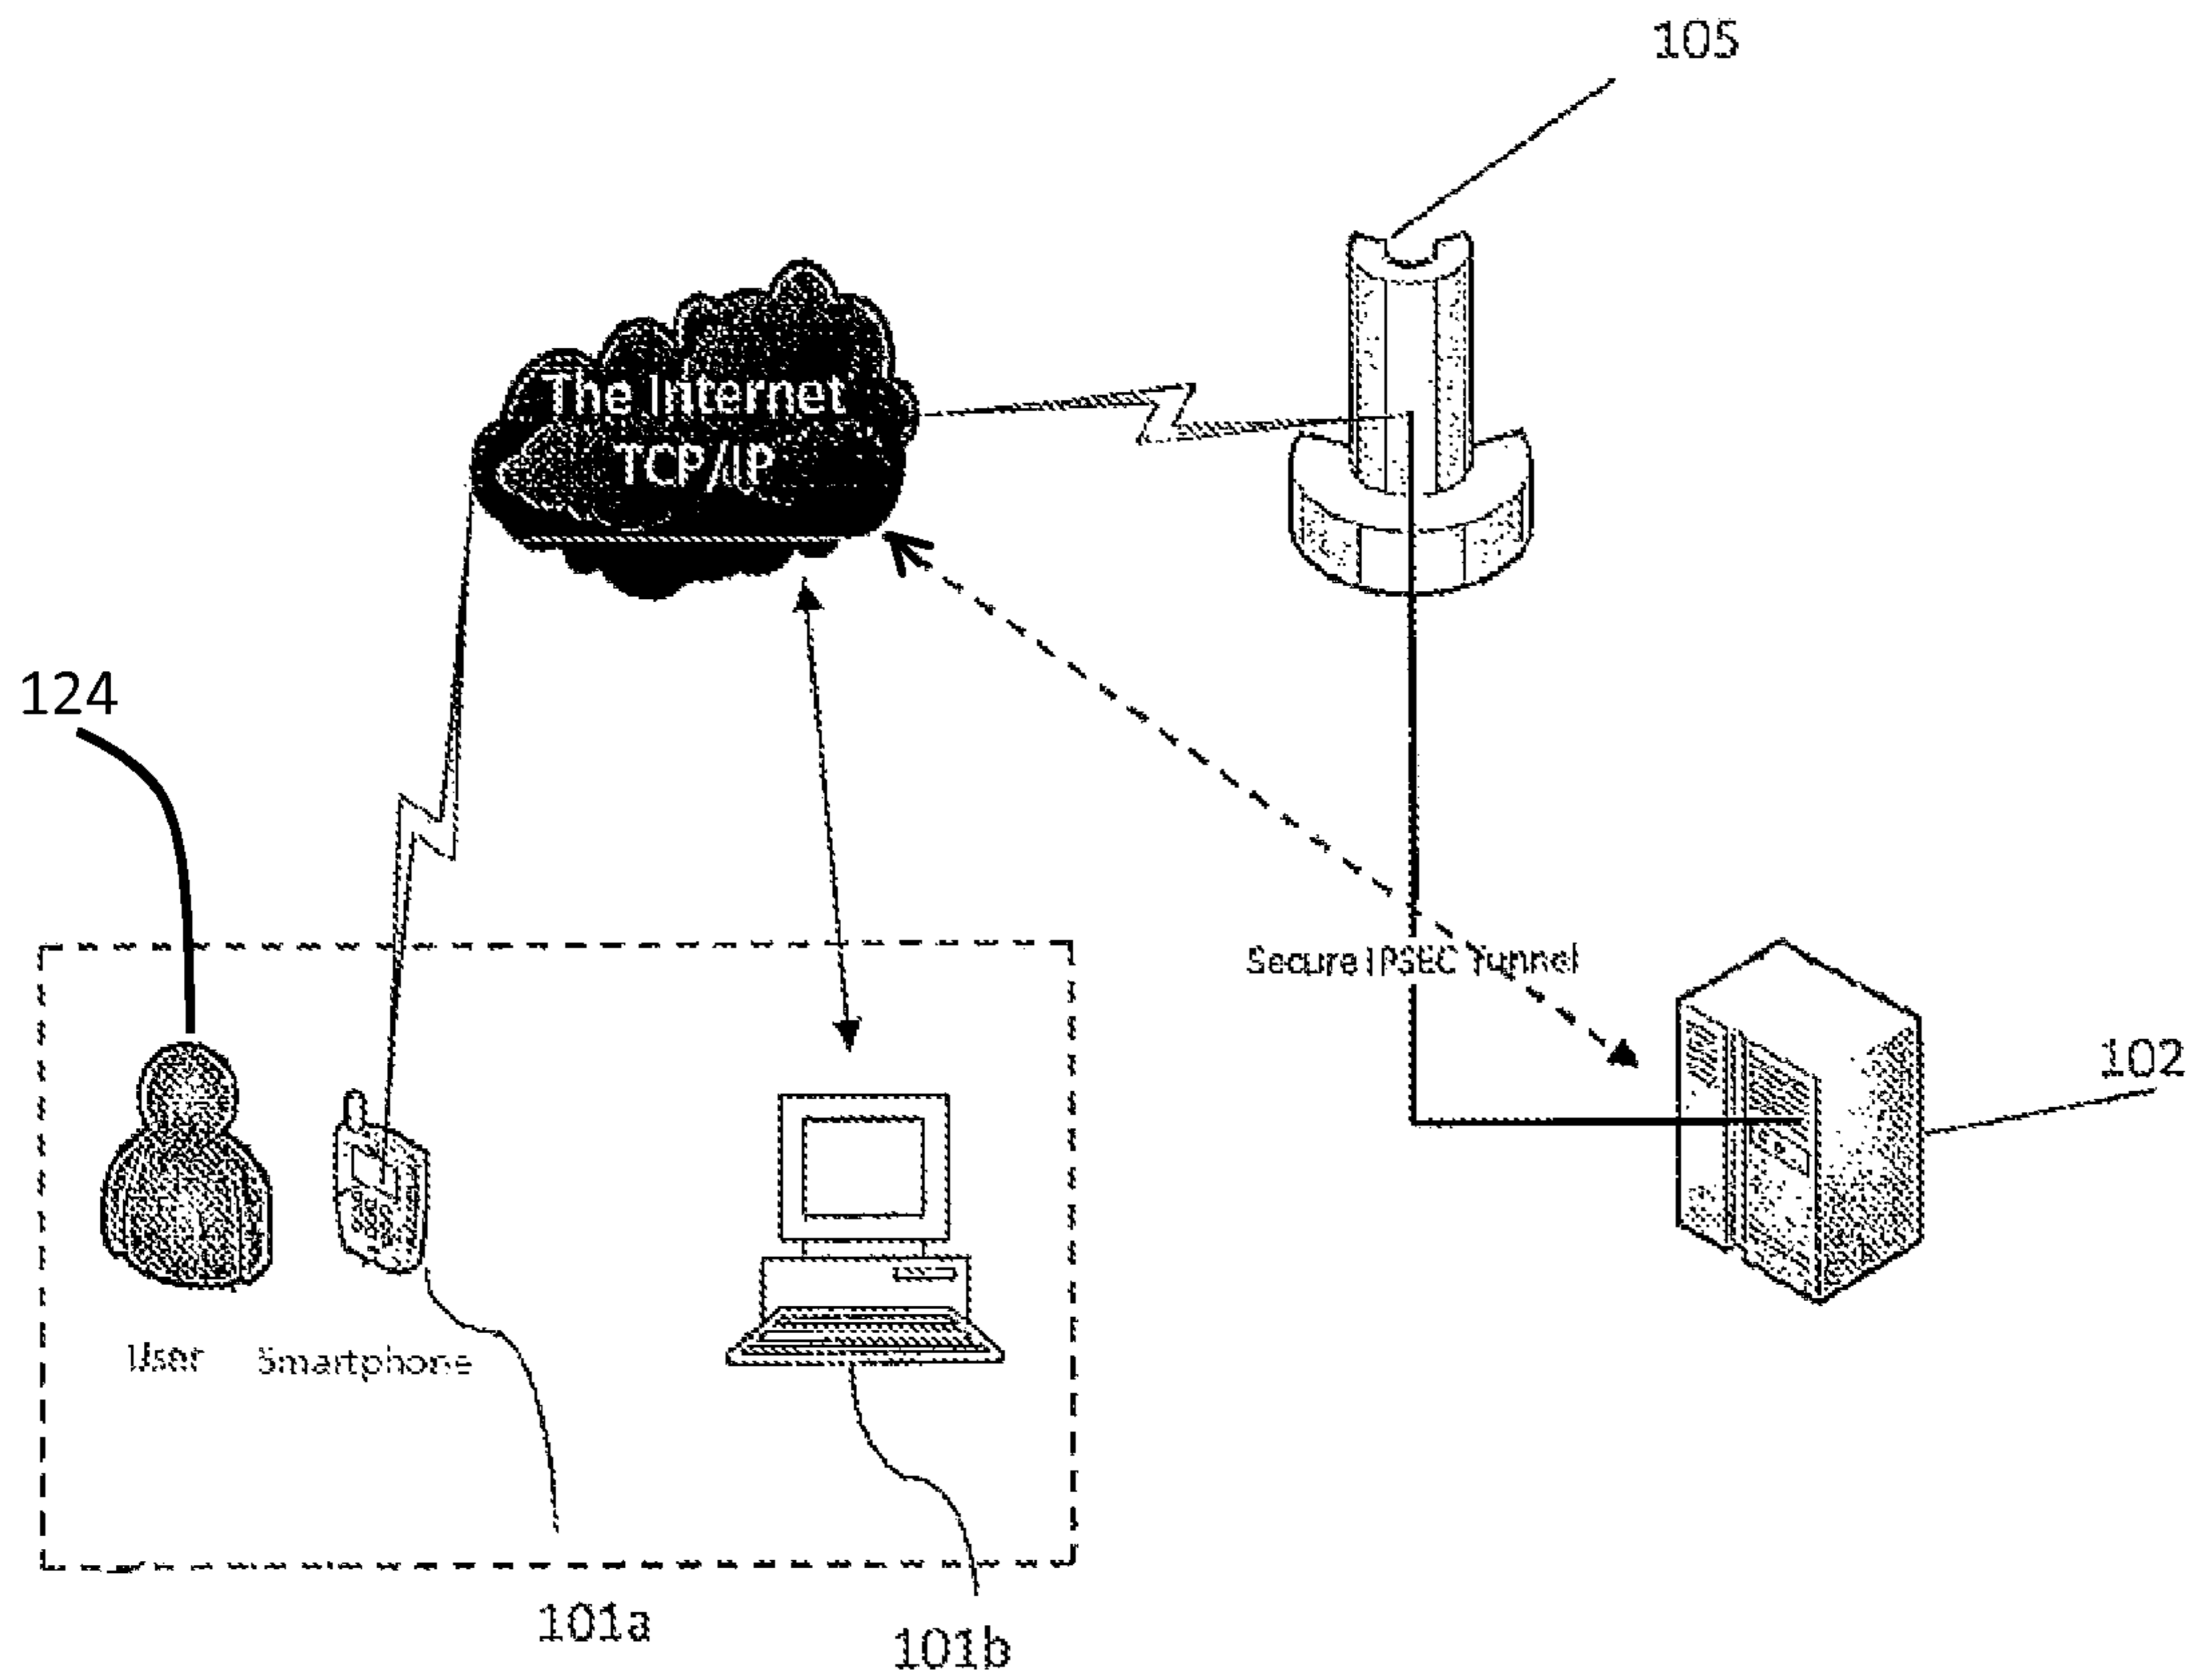 105
The Internet
TCP/IP
124
Secure IPSEC Tunnel
102
User
Smartphone
101a
101b